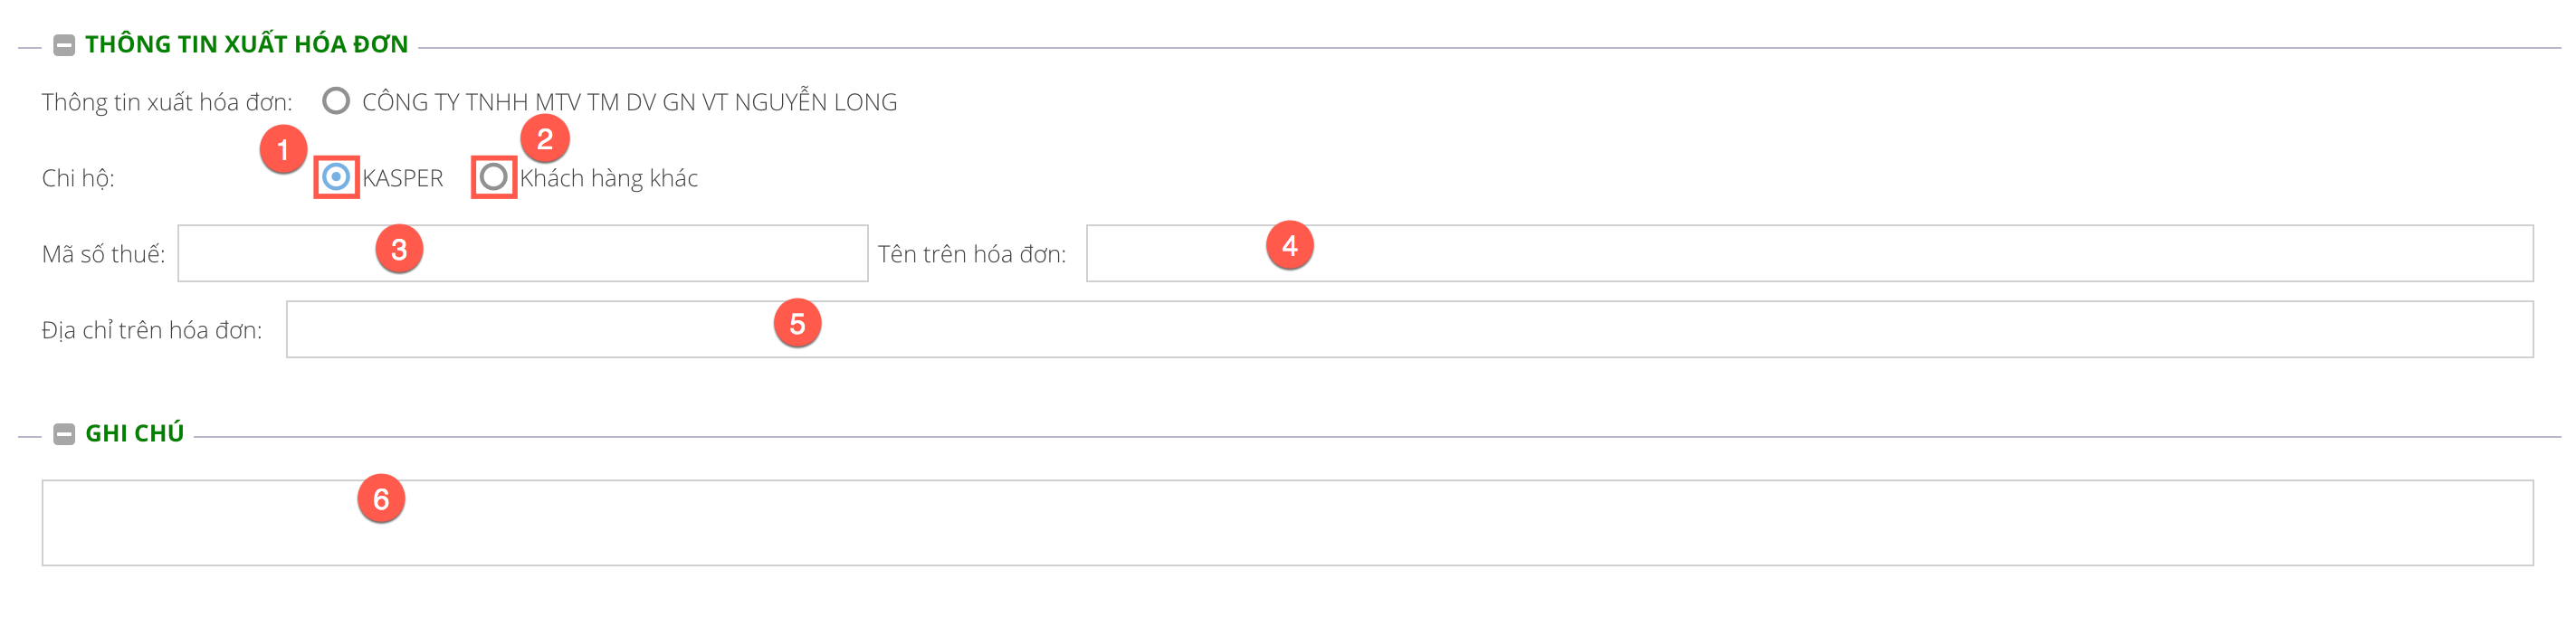 THÔNG TIN XUẤT HÓA ĐƠN
Thông tin xuất hóa đơn: CÔNG TY TNHH MTV TM DV GN VT NGUYỄN LONG
1 2
Chi hộ: KASPER Khách hàng khác
Mã số thuế: 3 Tên trên hóa đơn: 4
Địa chỉ trên hóa đơn: 5
GHI CHÚ
6